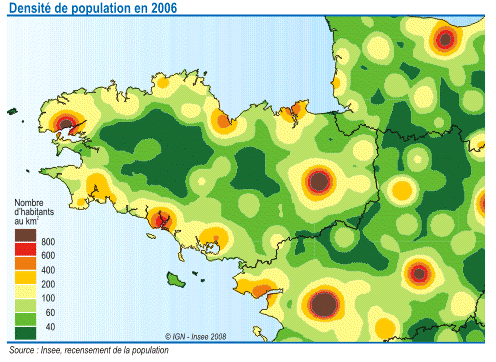 Densité de population en 2006
Nombre
d'habitants
au km²
800
600
400
200
100
60
40
© IGN - Insee 2008
Source : Insee, recensement de la population